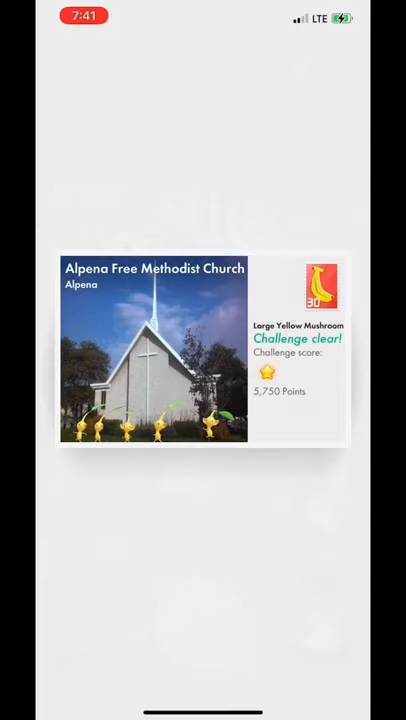 7:41
LTE
Alpena Free Methodist Church
Alpena
30
Large Yellow Mushroom
Challenge clear!
Challenge score:
5,750 Points